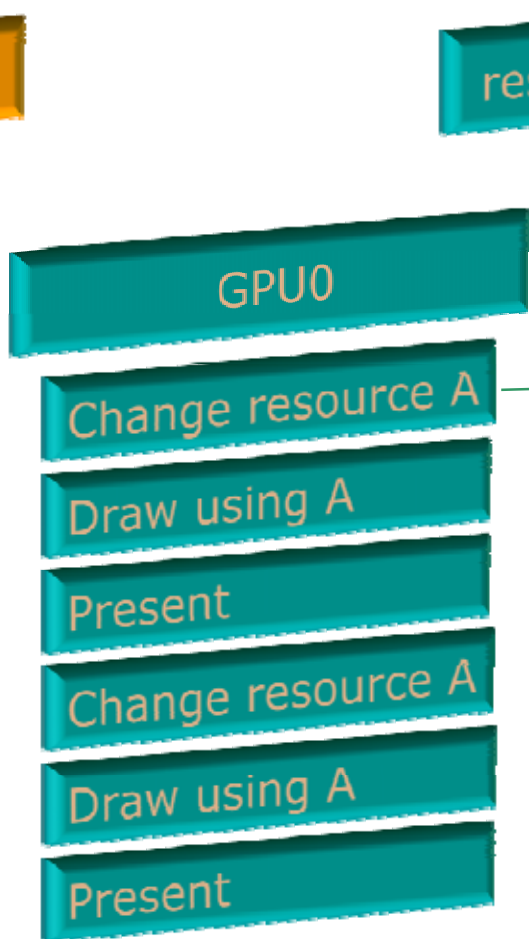 GPU0
Change resource A
Draw using A
Present
Change resource A
Draw using A
Present